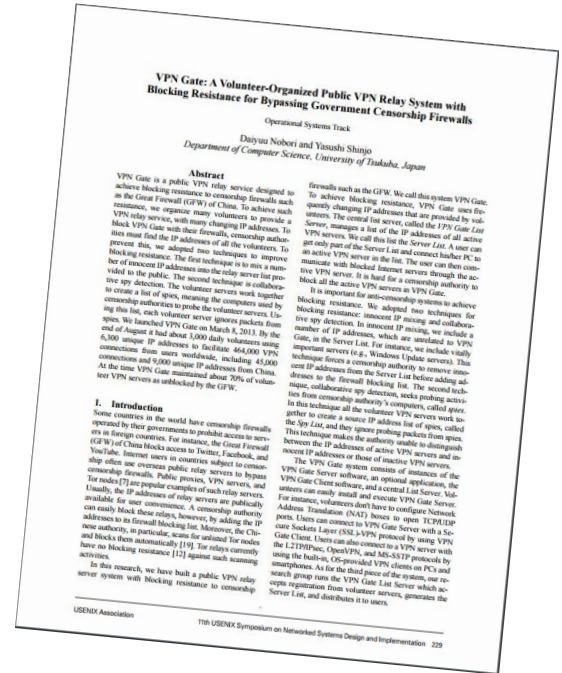 VPN Gate: A Volunteer-Organized Public VPN Relay System with
Blocking Resistance for Bypassing Government Censorship Firewalls
Operational Systems Track
Daiyuu Nobori and Yasushi Shinjo
Department of Computer Science, University of Tsukuba, Japan
Abstract
VPN Gate is a public VPN relay service designed to
achieve blocking resistance to censorship firewalls such
as the Great Firewall (GFW) of China. To achieve such
resistance, we organize many volunteers to provide a
VPN relay service, with many changing IP addresses. To
block VPN Gate with their firewalls, censorship author-
ities must find the IP addresses of all the volunteers. To
prevent this, we adopted two techniques to improve
blocking resistance. The first technique is to mix a num-
ber of innocent IP addresses into the relay server list pro-
vided to the public. The second technique is collabora-
tive spy detection. The volunteer servers work together
to create a list of spies, meaning the computers used by
censorship authorities to probe the volunteer servers. Us-
ing this list, each volunteer server ignores packets from
spies. We launched VPN Gate on March 8, 2013. By the
end of August it had about 3,000 daily volunteers using
6,300 unique IP addresses to facilitate 464,000 VPN
connections from users worldwide, including 45,000
connections and 9,000 unique IP addresses from China.
At the time VPN Gate maintained about 70% of volun-
teer VPN servers as unblocked by the GFW.
1. Introduction
Some countries in the world have censorship firewalls
operated by their governments to prohibit access to serv-
ers in foreign countries. For instance, the Great Firewall
(GFW) of China blocks access to Twitter, Facebook, and
YouTube. Internet users in countries subject to censor-
ship often use overseas public relay servers to bypass
censorship firewalls. Public proxies, VPN servers, and
Tor nodes [7] are popular examples of such relay servers.
Usually, the IP addresses of relay servers are publically
available for user convenience. A censorship authority
can easily block these relays, however, by adding the IP
addresses to its firewall blocking list. Moreover, the Chi-
nese authority, in particular, scans for unlisted Tor nodes
and blocks them automatically [19]. Tor relays currently
have no blocking resistance [12] against such scanning
activities.
In this research, we have built a public VPN relay
server system with blocking resistance to censorship
firewalls such as the GFW. We call this system VPN Gate.
To achieve blocking resistance, VPN Gate uses fre-
quently changing IP addresses that are provided by vol-
unteers. The central list server, called the VPN Gate List
Server, manages a list of the IP addresses of all active
VPN servers. We call this list the Server List. A user can
get only part of the Server List and connect his/her PC to
an active VPN server in the list. The user can then com-
municate with blocked Internet servers through the ac-
tive VPN server. It is hard for a censorship authority to
block all the active VPN servers in VPN Gate.
It is important for anti-censorship systems to achieve
blocking resistance. We adopted two techniques for
blocking resistance: innocent IP mixing and collabora-
tive spy detection. In innocent IP mixing, we include a
number of IP addresses, which are unrelated to VPN
Gate, in the Server List. For instance, we include vitally
important servers (e.g., Windows Update servers). This
technique forces a censorship authority to remove inno-
cent IP addresses from the Server List before adding ad-
dresses to the firewall blocking list. The second tech-
nique, collaborative spy detection, seeks probing activi-
ties from censorship authority's computers, called spies.
In this technique all the volunteer VPN servers work to-
gether to create a source IP address list of spies, called
the Spy List, and they ignore probing packets from spies.
This technique makes the authority unable to distinguish
between the IP addresses of active VPN servers and in-
nocent IP addresses or those of inactive VPN servers.
The VPN Gate system consists of instances of the
VPN Gate Server software, an optional application, the
VPN Gate Client software, and a central List Server. Vol-
unteers can easily install and execute VPN Gate Server.
For instance, volunteers don't have to configure Network
Address Translation (NAT) boxes to open TCP/UDP
ports. Users can connect to VPN Gate Server with a Se-
cure Sockets Layer (SSL)-VPN protocol by using VPN
Gate Client. Users can also connect to a VPN server with
the L2TP/IPsec, OpenVPN, and MS-SSTP protocols by
using the built-in, OS-provided VPN clients on PCs and
smartphones. As for the third piece of the system, our re-
search group runs the VPN Gate List Server which ac-
cepts registration from volunteer servers, generates the
Server List, and distributes it to users.
USENIX Association
11th USENIX Symposium on Networked Systems Design and Implementation 229